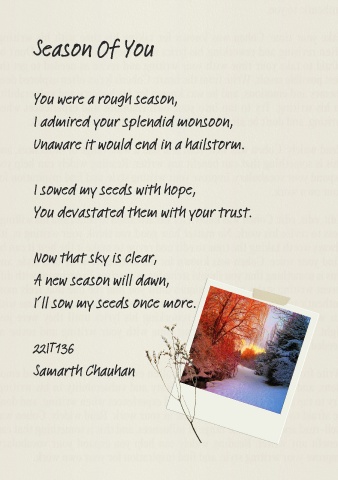 Season Of You
You were a rough season,
I admired your splendid monsoon,
Unaware it would end in a hailstorm.
I sowed my seeds with hope,
You devastated them with your trust.
Now that sky is clear,
A new season will dawn,
I'll sow my seeds once more.
22IT136
Samarth Chauhan